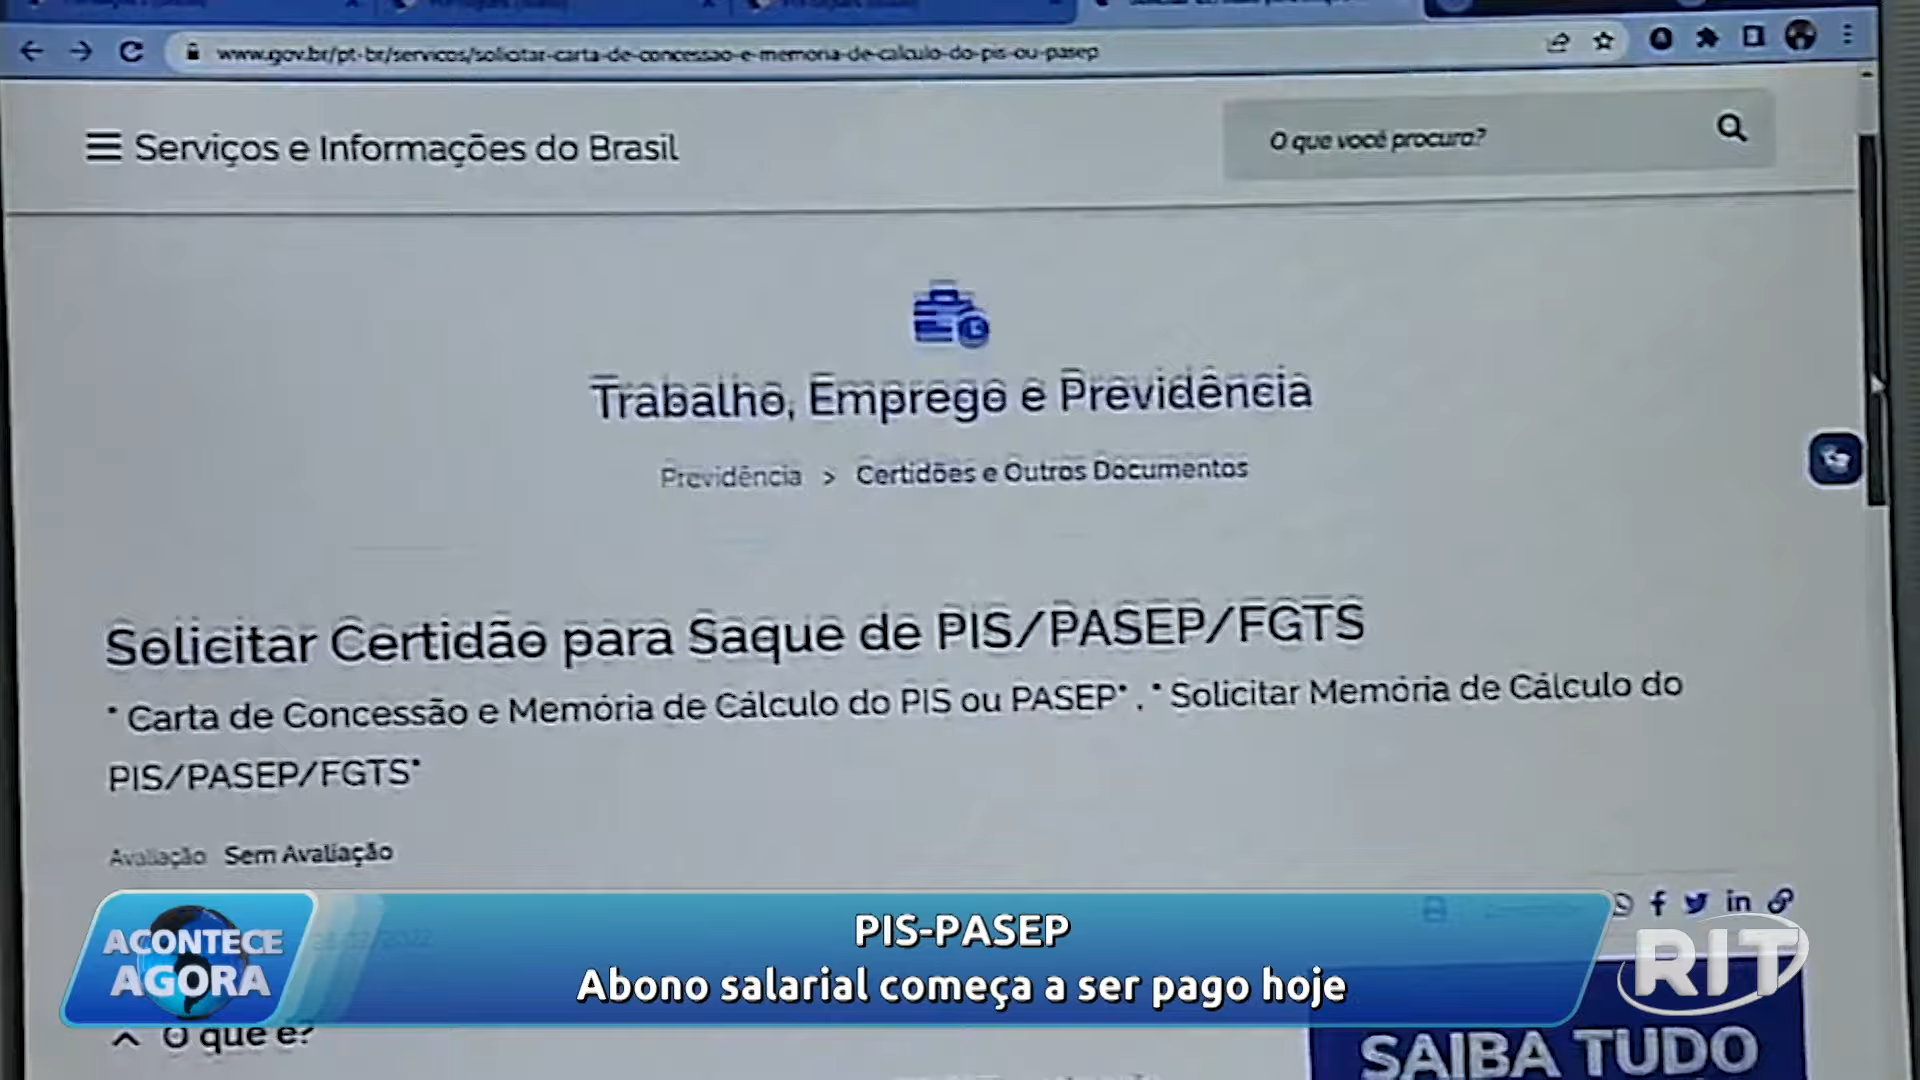 www.gov.br/pt-br/servicos/solicitar-carta-de-concessao-e-memoria-de-calculo-do-pis-ou-pasep
Serviços e Informações do Brasil
O que você procura?
Trabalho, Emprego e Previdência
Previdência > Certidões e Outros Documentos
Solicitar Certidão para Saque de PIS/PASEP/FGTS
" Carta de Concessão e Memória de Cálculo do PIS ou PASEP" , " Solicitar Memória de Cálculo do
PIS/PASEP/FGTS"
Avaliação Sem Avaliação
ACONTECE
AGORA
PIS-PASEP
Abono salarial começa a ser pago hoje
RIT
O que é?
SAIBA TUDO